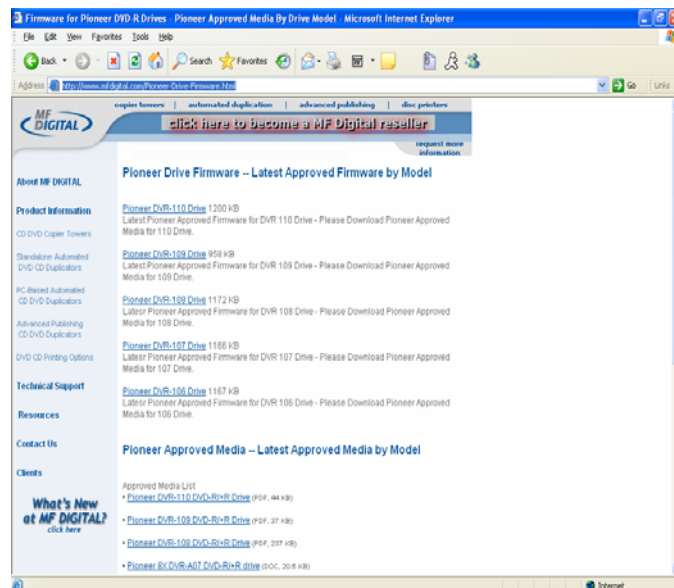 Firmware for Pioneer DVD-R Drives - Pioneer Approved Media By Drive Model - Microsoft Internet Explorer
File Edit View Favorites Tools Help
Back Search Favorites
Address http://www.mfdigital.com/Pioneer-Drive-Firmware.html Go Links
copier towers | automated duplication | advanced publishing | disc printers
MF DIGITAL
click here to become a MF Digital reseller
request more
information
About MF DIGITAL
Product Information
CD DVD Copier Towers
Standalone Automated
DVD CD Duplicators
PC-Based Automated
CD DVD Duplicators
Advanced Publishing
CD DVD Duplicators
DVD CD Printing Options
Technical Support
Resources
Contact Us
Clients
What's New
at MF DIGITAL?
click here
Pioneer Drive Firmware -- Latest Approved Firmware by Model
Pioneer DVR-110 Drive 1200 KB
Latest Pioneer Approved Firmware for DVR 110 Drive - Please Download Pioneer Approved
Media for 110 Drive.
Pioneer DVR-109 Drive 958 KB
Latest Pioneer Approved Firmware for DVR 109 Drive - Please Download Pioneer Approved
Media for 109 Drive.
Pioneer DVR-108 Drive 1172 KB
Latesr Pioneer Approved Firmware for DVR 108 Drive - Please Download Pioneer Approved
Media for 108 Drive.
Pioneer DVR-107 Drive 1166 KB
Latesr Pioneer Approved Firmware for DVR 107 Drive - Please Download Pioneer Approved
Media for 107 Drive.
Pioneer DVR-106 Drive 1167 KB
Latesr Pioneer Approved Firmware for DVR 106 Drive - Please Download Pioneer Approved
Media for 106 Drive.
Pioneer Approved Media -- Latest Approved Media by Model
Approved Media List
• Pioneer DVR-110 DVD-R/+R Drive (PDF, 44 KB)
• Pioneer DVR-109 DVD-R/+R Drive (PDF, 37 KB)
• Pioneer DVR-108 DVD-R/+R Drive (PDF, 237 KB)
• Pioneer 8X DVR-A07 DVD-R/+R drive (DOC, 20.5 KB)
Internet